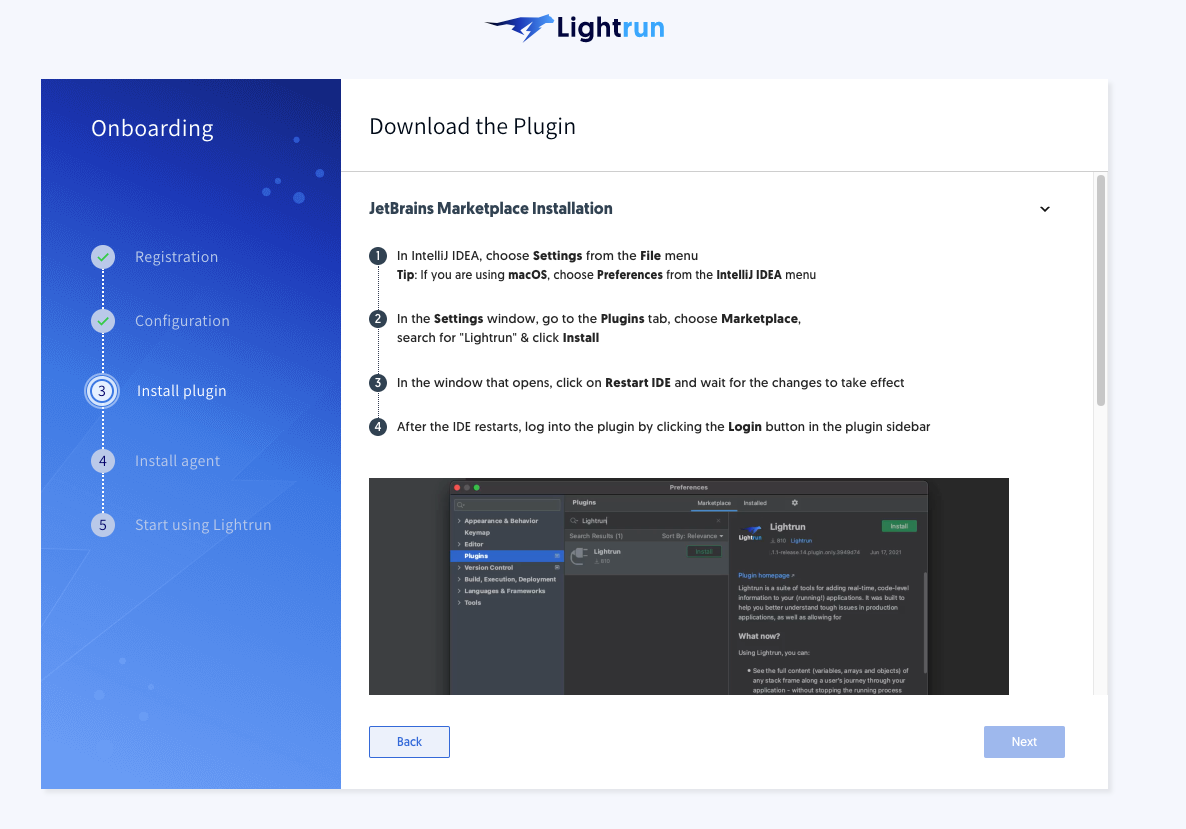 Lightrun
Onboarding
Registration
Configuration
3 Install plugin
4 Install agent
5 Start using Lightrun
Download the Plugin
JetBrains Marketplace Installation
1 In IntelliJ IDEA, choose Settings from the File menu
Tip: If you are using macOS, choose Preferences from the IntelliJ IDEA menu
2 In the Settings window, go to the Plugins tab, choose Marketplace,
search for "Lightrun" & click Install
3 In the window that opens, click on Restart IDE and wait for the changes to take effect
4 After the IDE restarts, log into the plugin by clicking the Login button in the plugin sidebar
Preferences
Appearance & Behavior
Keymap
Editor
Plugins
Version Control
Build, Execution, Deployment
Languages & Frameworks
Tools
Plugins Marketplace Installed
Lightrun
Search Results (1) Sort By: Relevance
Lightrun Install
810
Lightrun
Lightrun Install
810 Lightrun
Jun 17, 2021
Plugin homepage
Lightrun is a suite of tools for adding real-time, code-level
information to your (running!) applications. It was built to
help you better understand tough issues in production
applications, as well as allowing for
What now?
Using Lightrun, you can:
• See the full content (variables, arrays and objects) of
any stack frame along a user's journey through your
application - without stopping the running process
Back
Next